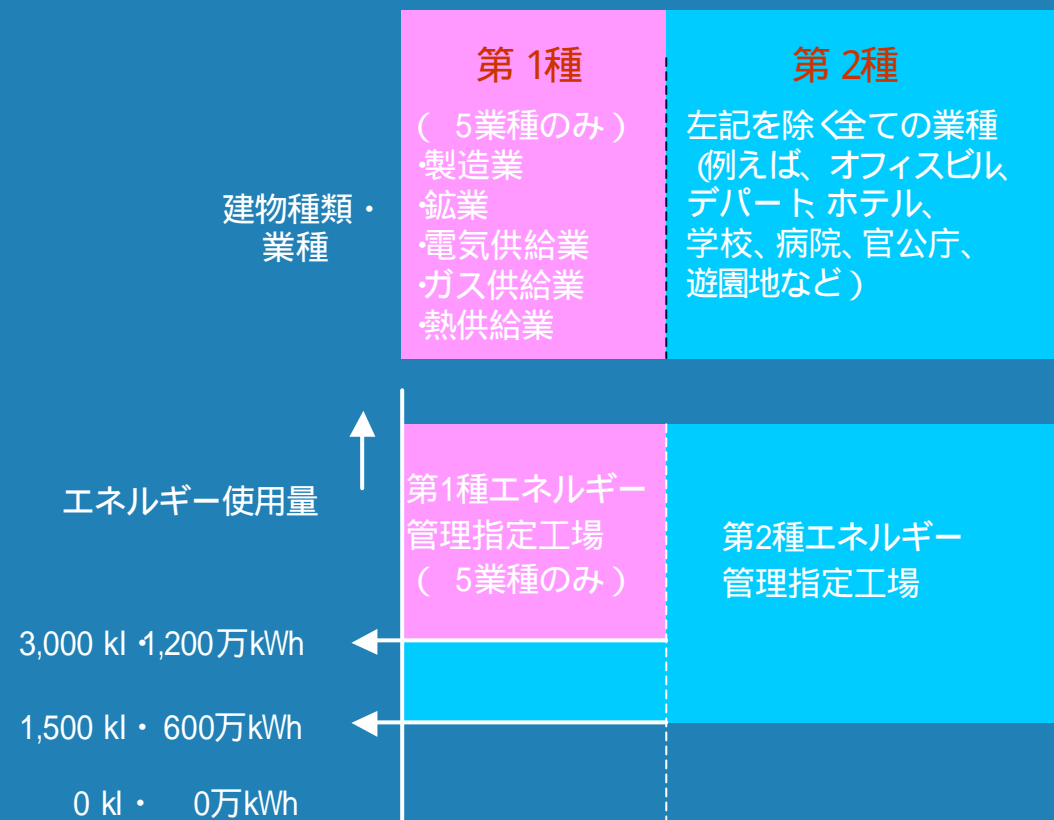 第 1種
( 5業種のみ)
・製造業
・鉱業
・電気供給業
・ガス供給業
・熱供給業
第 2種
左記を除く全ての業種
(例えば、オフィスビル、
デパート、ホテル、
学校、病院、官公庁、
遊園地など)
建物種類・
業種
エネルギー使用量
第1種エネルギー
管理指定工場
( 5業種のみ)
第2種エネルギー
管理指定工場
3,000 kl・1,200万kWh
1,500 kl・ 600万kWh
0 kl・ 0万kWh